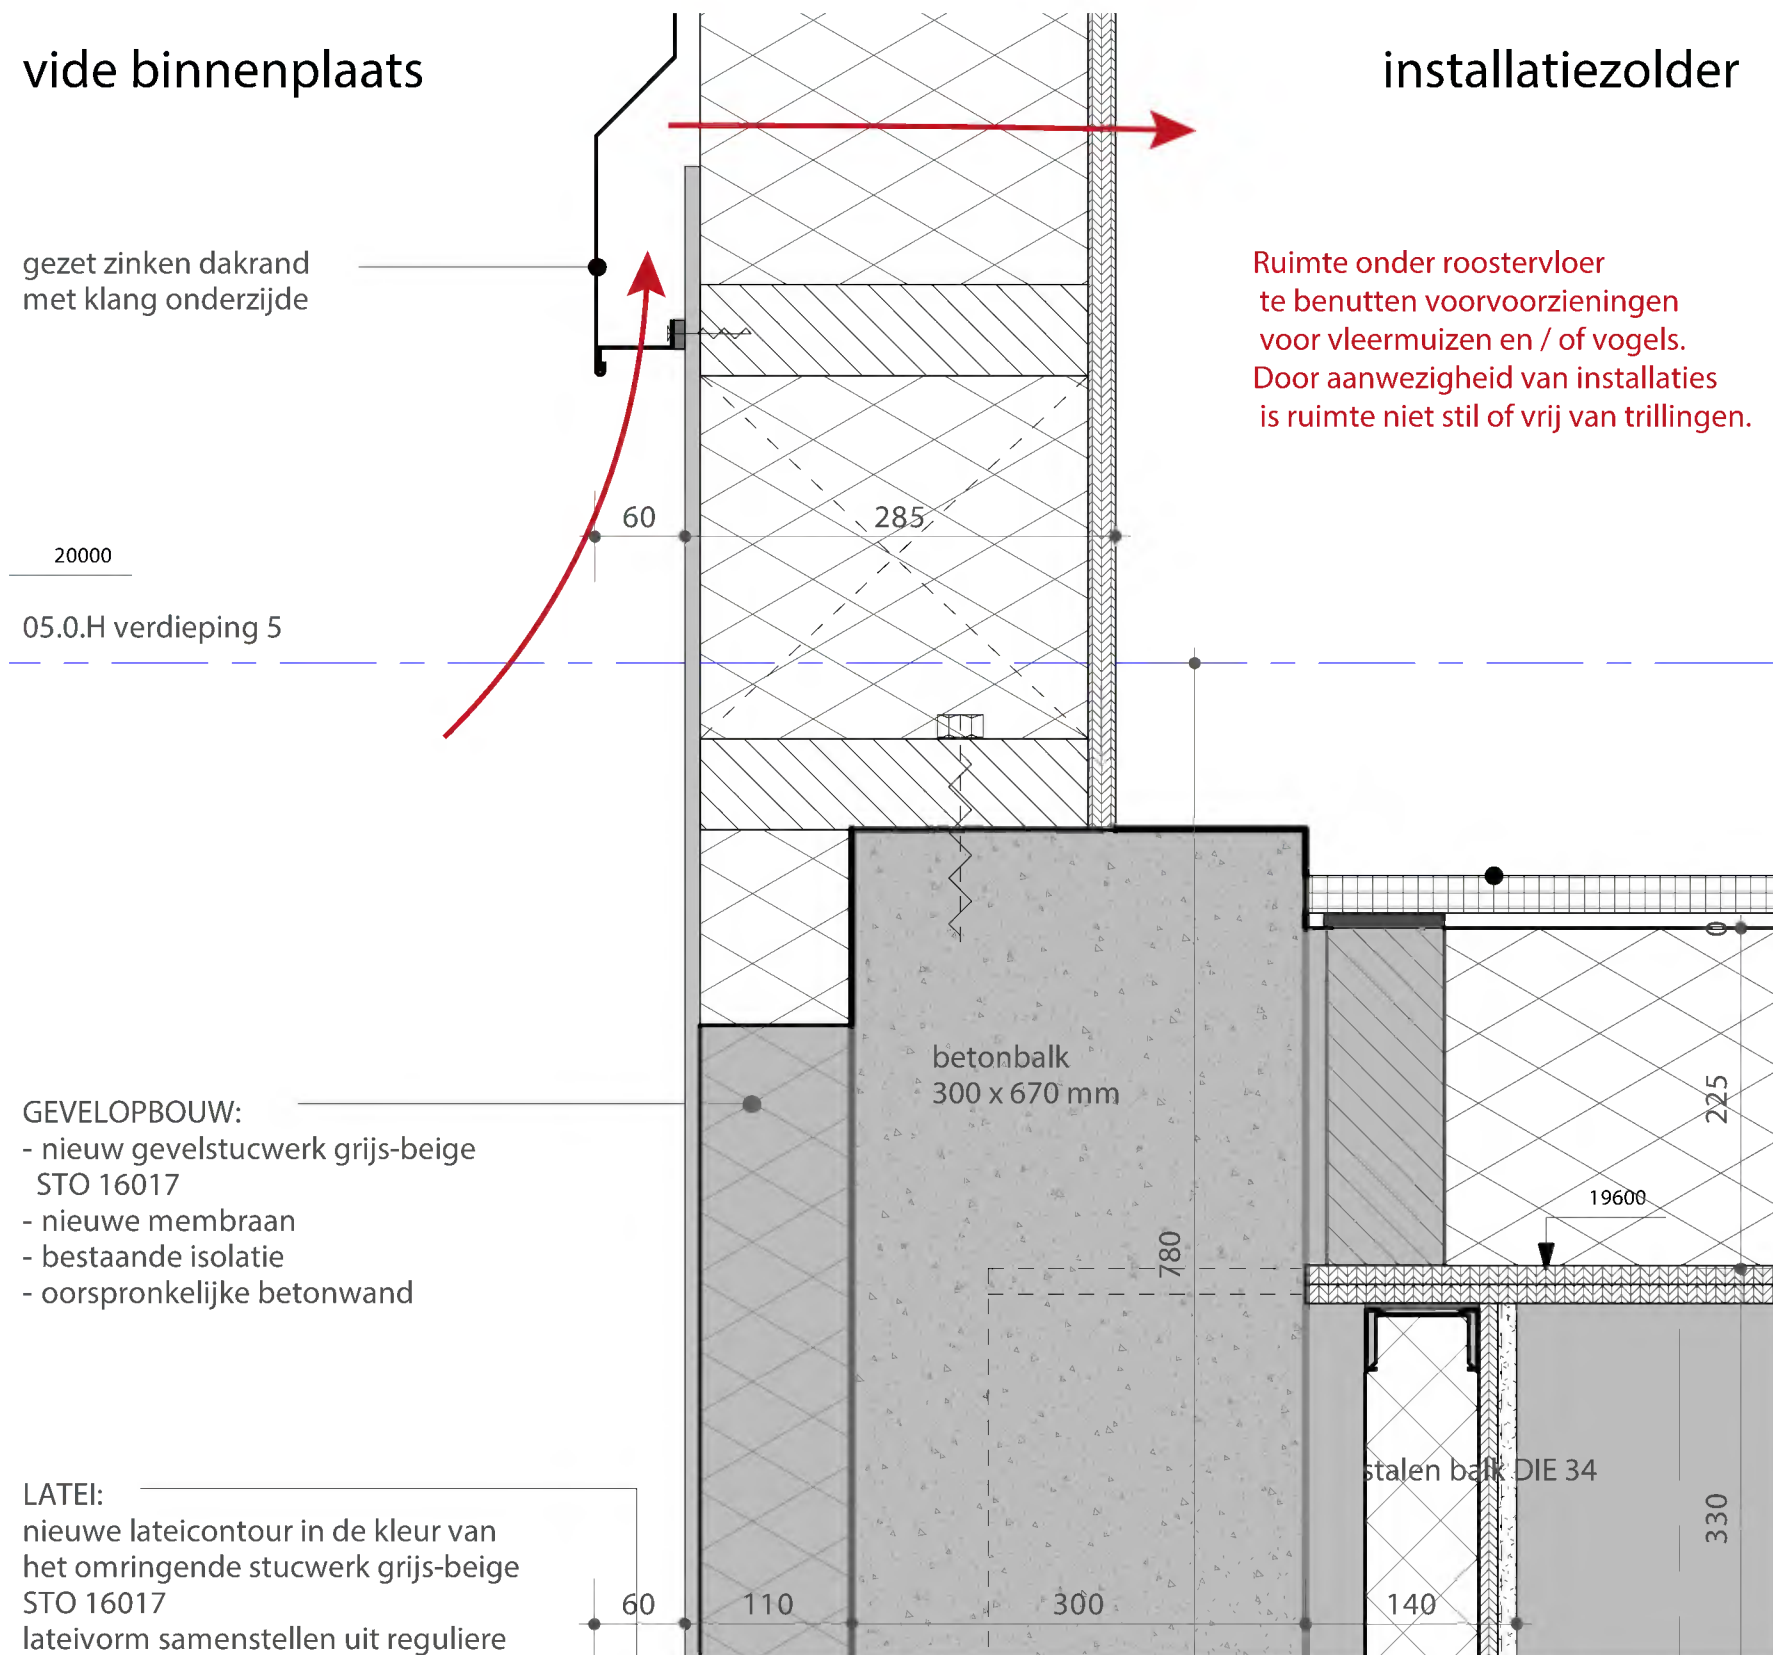 vide binnenplaats
installatiezolder
gezet zinken dakrand
met klang onderzijde
Ruimte onder roostervloer
te benutten voorvoorzieningen
voor vleermuizen en / of vogels.
Door aanwezigheid van installaties
is ruimte niet stil of vrij van trillingen.
60
285
20000
05.0.H verdieping 5
0
betonbalk
300 x 670 mm
225
GEVELOPBOUW:
- nieuw gevelstucwerk grijs-beige
STO 16017
- nieuwe membraan
- bestaande isolatie
- oorspronkelijke betonwand
19600
780
stalen balk DIE 34
330
LATEI:
nieuwe lateicontour in de kleur van
het omringende stucwerk grijs-beige
STO 16017
lateivorm samenstellen uit reguliere
60
110
300
140